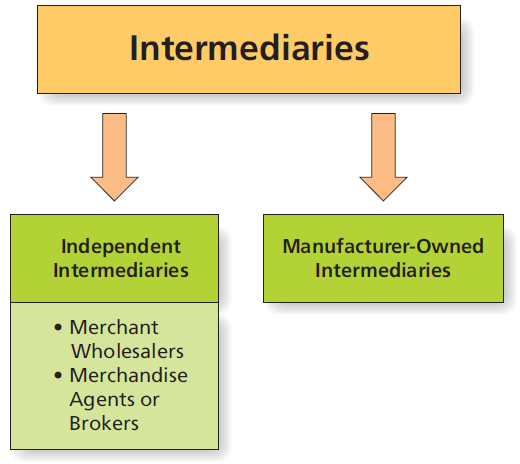 Intermediaries
Independent
Intermediaries
• Merchant
Wholesalers
• Merchandise
Agents or
Brokers
Manufacturer-Owned
Intermediaries